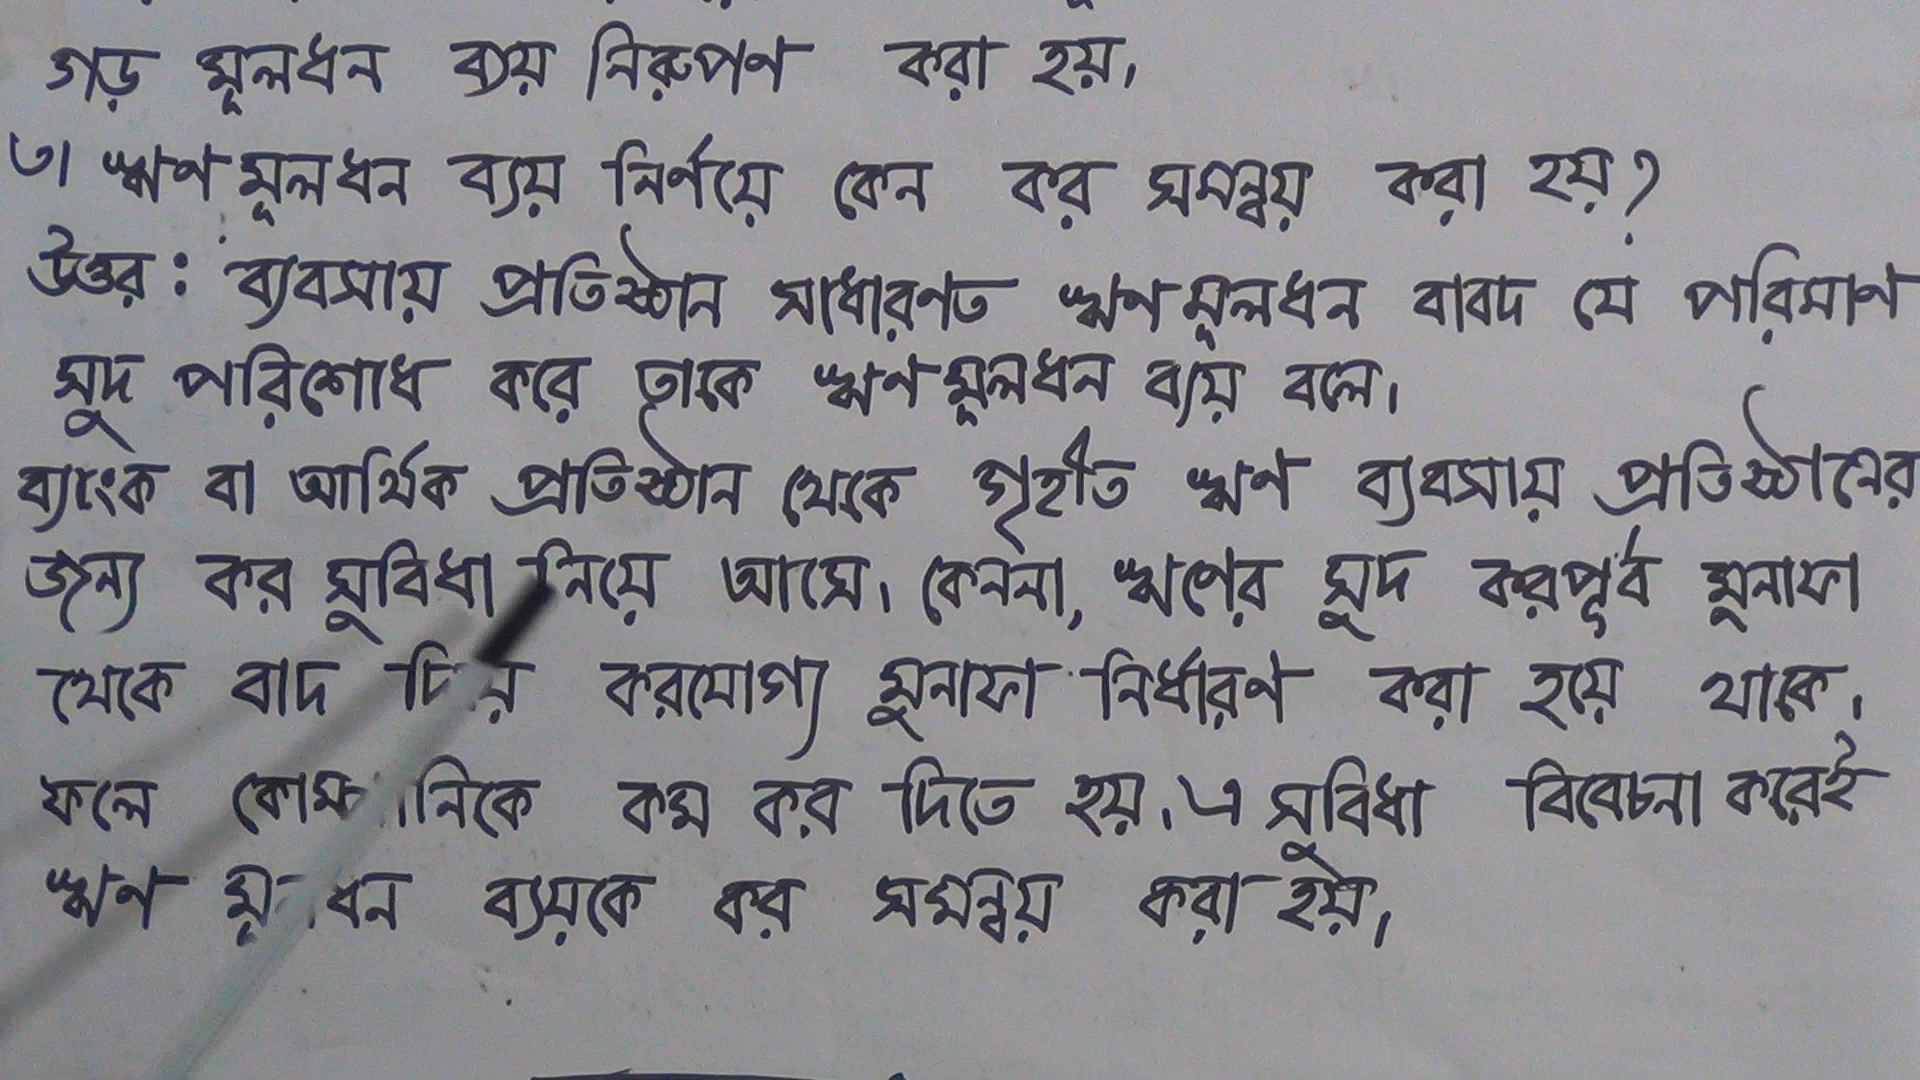 গড় মূলধন ব্যয় নিরুপণ করা হয়।
৩। ঋণ মূলধন ব্যয় নির্ণয়ে কেন কর সমন্বয় করা হয়?
উত্তর: ব্যবসায় প্রতিষ্ঠান সাধারণত ঋণ মূলধন বাবদ যে পরিমাণ
সুদ পরিশোধ করে তাকে ঋণ মূলধন ব্যয় বলে।
ব্যাংক বা আর্থিক প্রতিষ্ঠান থেকে গৃহীত ঋণ ব্যবসায় প্রতিষ্ঠানের
জন্য কর সুবিধা নিয়ে আসে। কেননা, ঋণের সুদ করপূর্ব মুনাফা
থেকে বাদ করযোগ্য মুনাফা নির্ধারণ করা হয়ে থাকে।
ফলে কম কর দিতে হয়। এ সুবিধা বিবেচনা করেই
ঋণ ব্যয়কে কর সমন্বয় করা হয়।